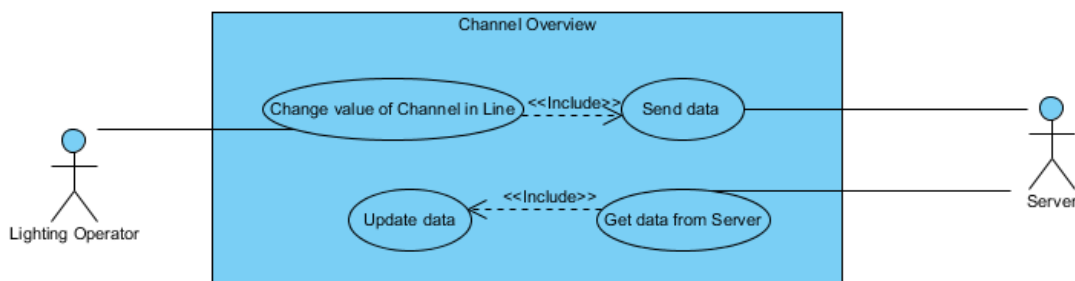 Channel Overview
Change value of Channel in Line
<<Include>>
Send data
Lighting Operator
Server
<<Include>>
Update data
Get data from Server